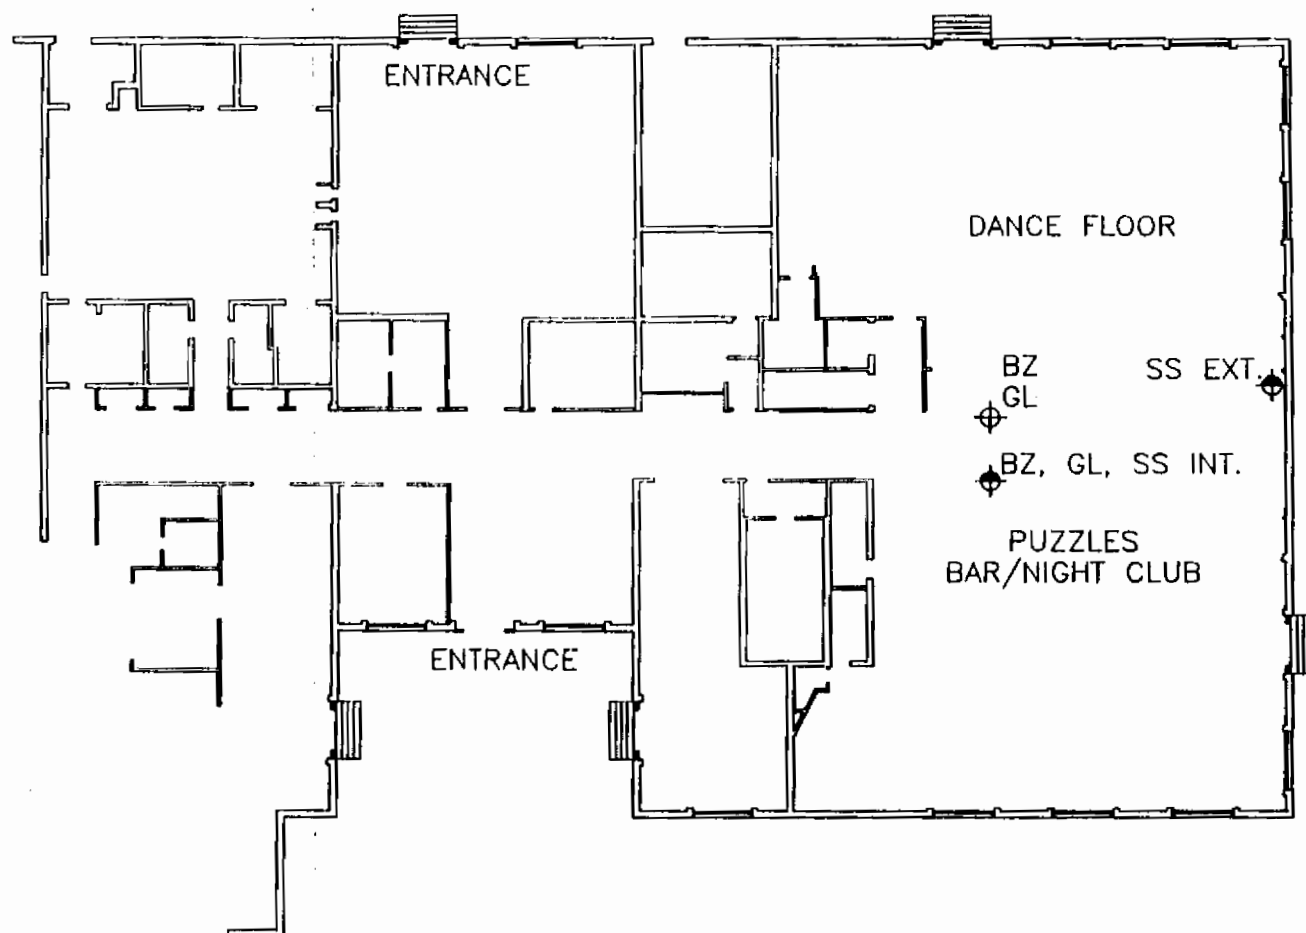 ENTRANCE
DANCE FLOOR
BZ
GL
SS EXT.
BZ, GL, SS INT.
PUZZLES
BAR/NIGHT CLUB
ENTRANCE